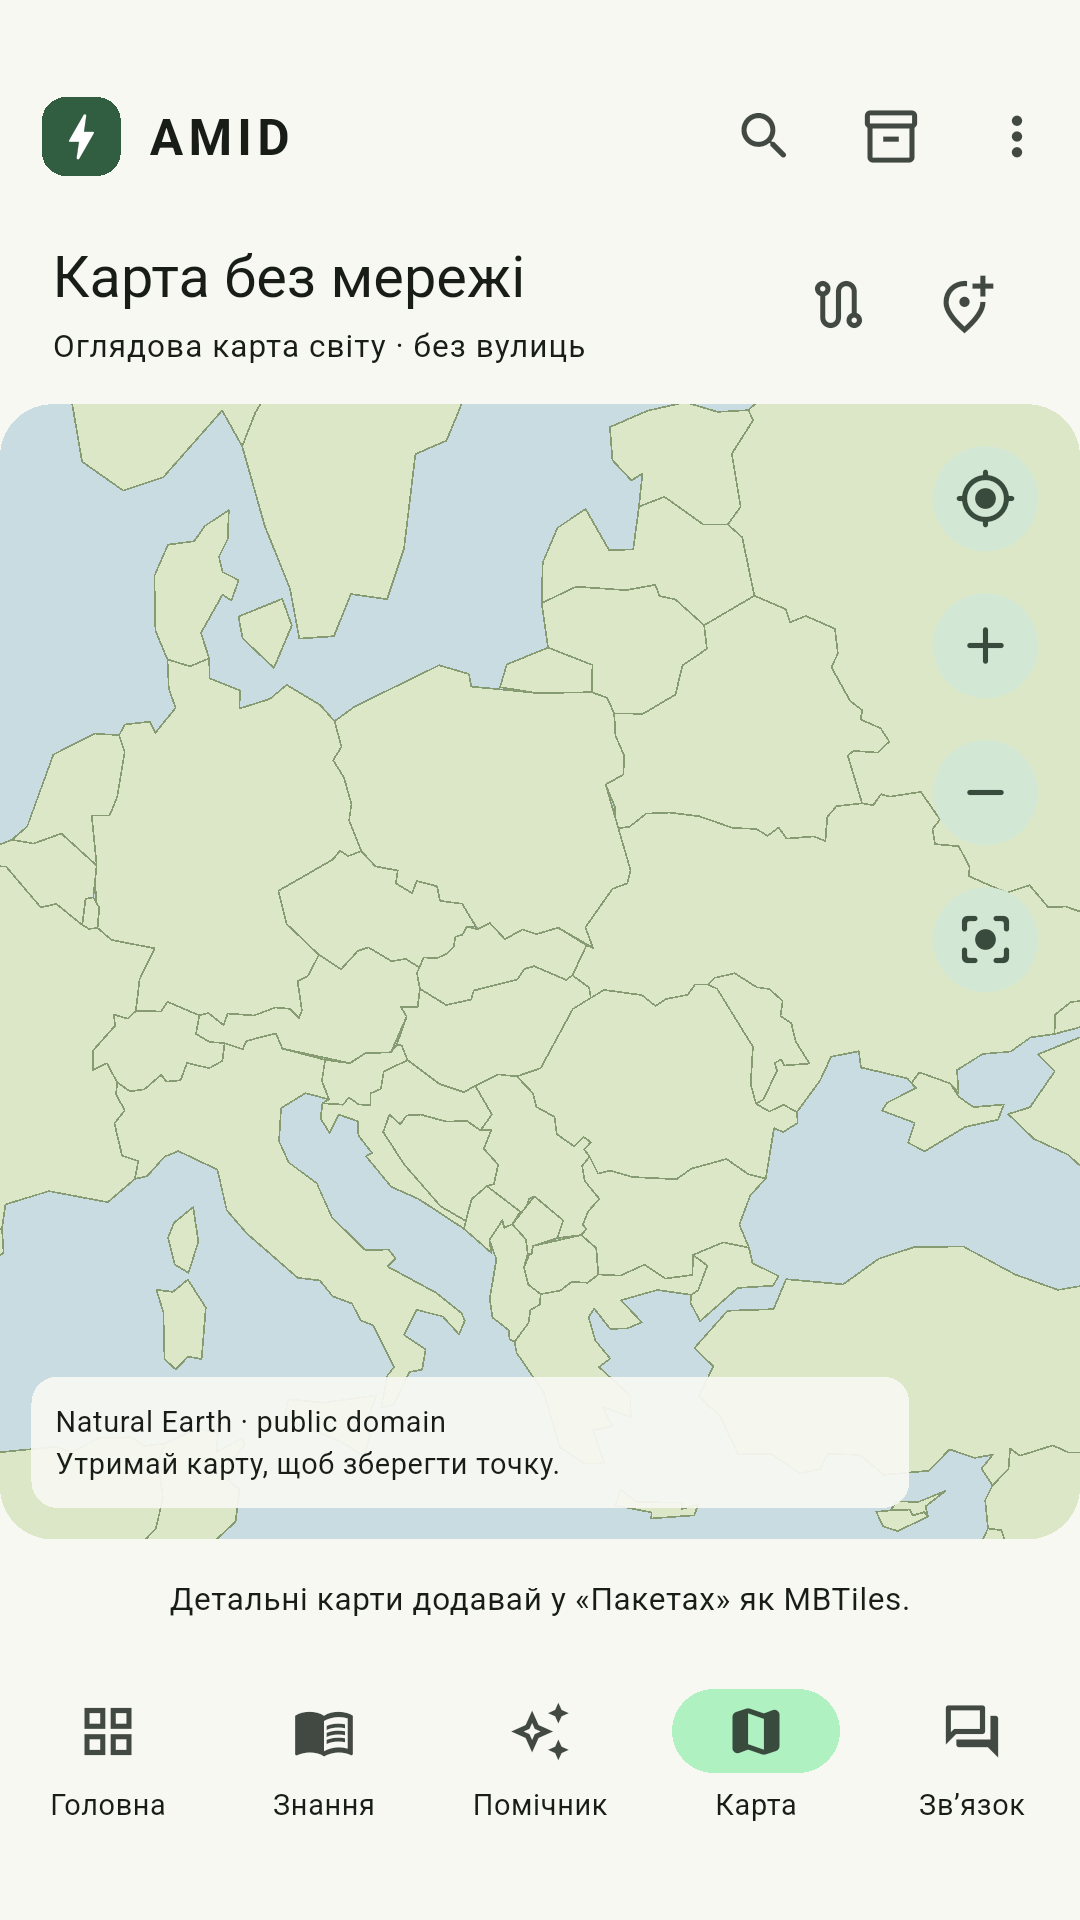 AMID
Карта без мережі
Оглядова карта світу · без вулиць
Natural Earth · public domain
Утримай карту, щоб зберегти точку.
Детальні карти додавай у «Пакетах» як MBTiles.
Головна
Знання
Помічник
Карта
Зв’язок